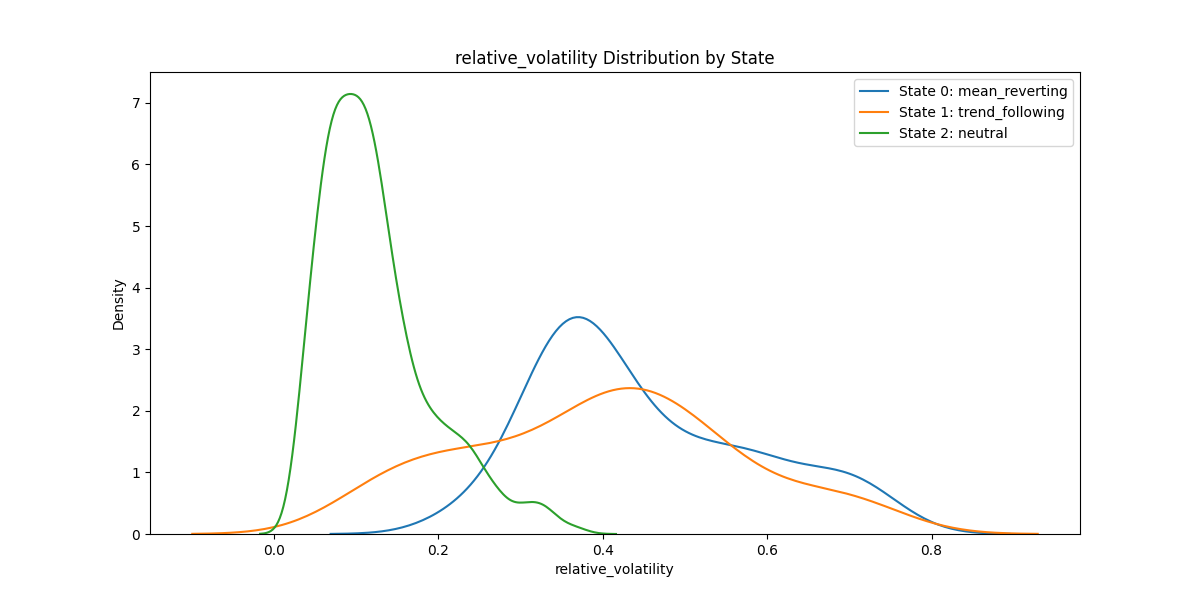 relative_volatility Distribution by State
State 0: mean_reverting
State 1: trend_following
State 2: neutral
Density
7
6
5
4
3
2
1
0
0.0 0.2 0.4 0.6 0.8
relative_volatility